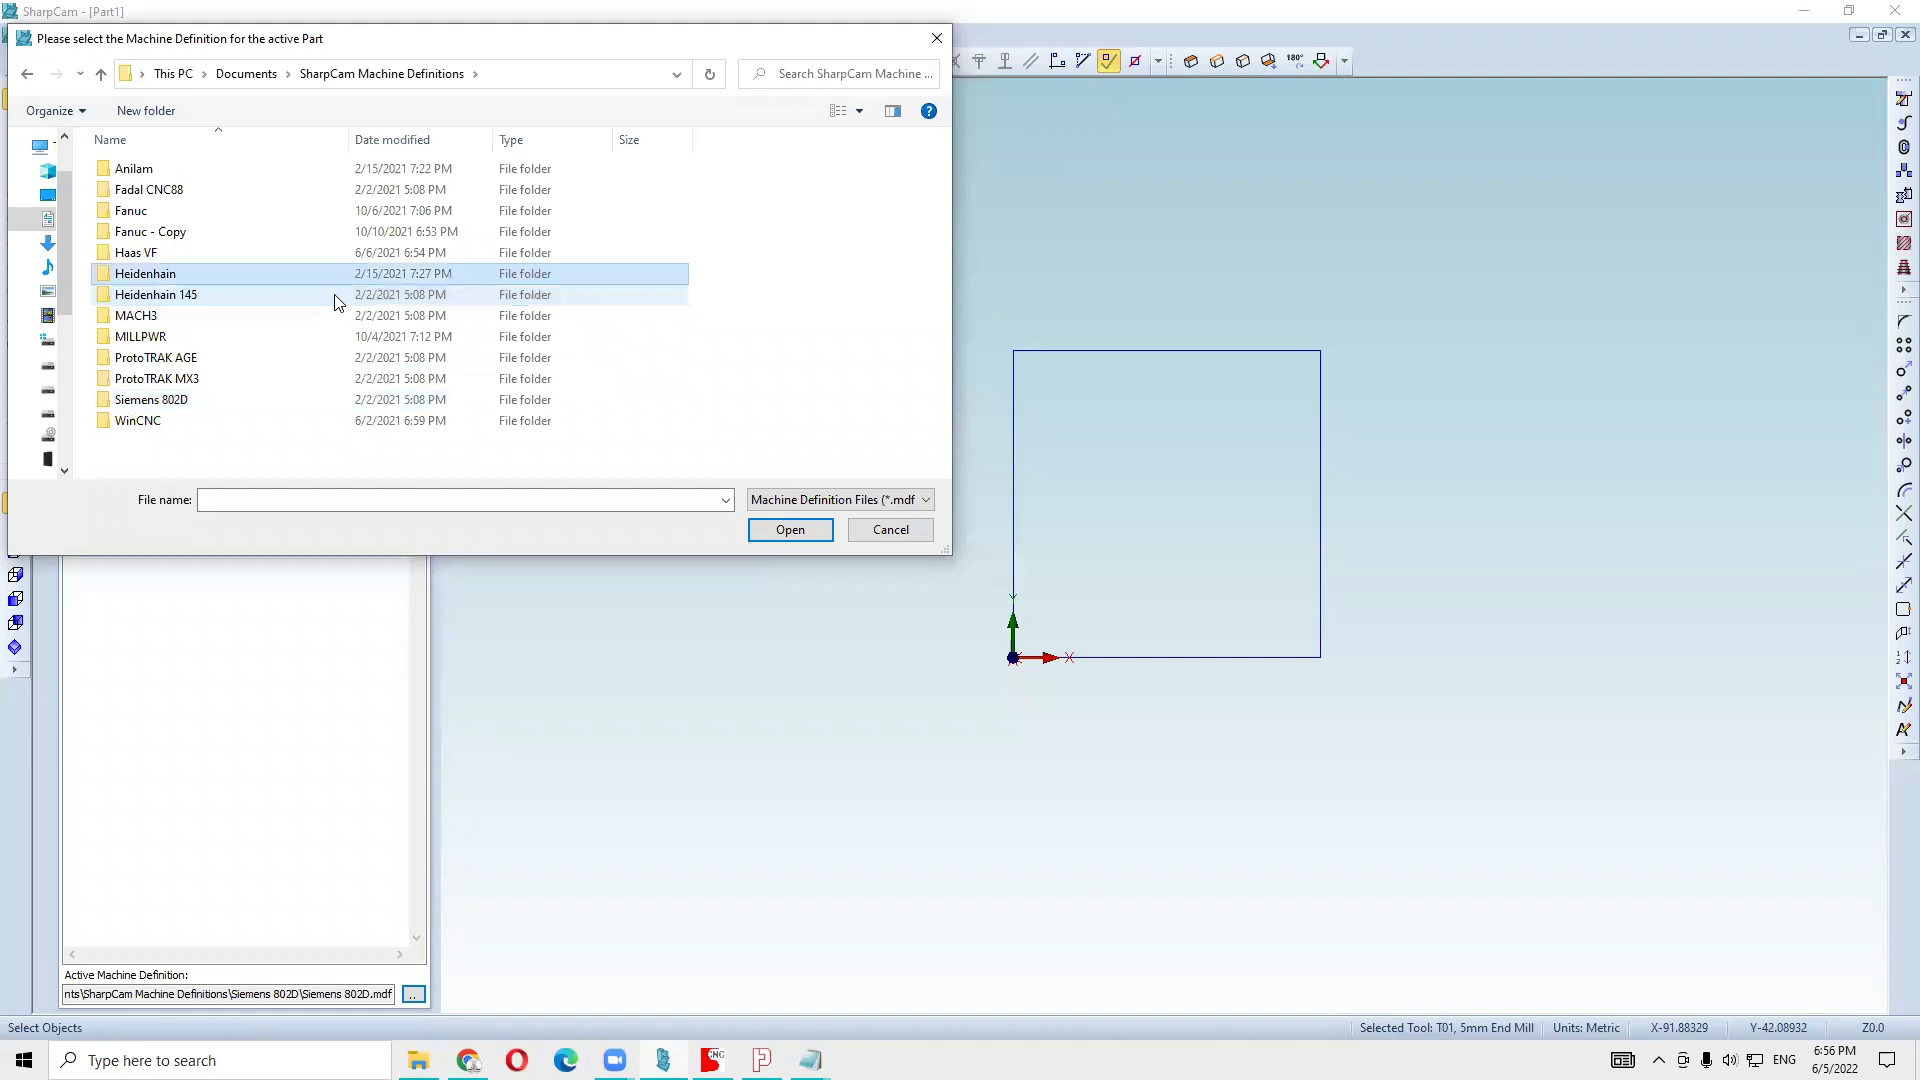 SharpCam - [Part1]
Please select the Machine Definition for the active Part
This PC > Documents > SharpCam Machine Definitions >
Search SharpCam Machine ...
Organize
New folder
Name Date modified Type Size
Anilam 2/15/2021 7:22 PM File folder
Fadal CNC88 2/2/2021 5:08 PM File folder
Fanuc 10/6/2021 7:06 PM File folder
Fanuc - Copy 10/10/2021 6:53 PM File folder
Haas VF 6/6/2021 6:54 PM File folder
Heidenhain 2/15/2021 7:27 PM File folder
Heidenhain 145 2/2/2021 5:08 PM File folder
MACH3 2/2/2021 5:08 PM File folder
MILLPWR 10/4/2021 7:12 PM File folder
ProtoTRAK AGE 2/2/2021 5:08 PM File folder
ProtoTRAK MX3 2/2/2021 5:08 PM File folder
Siemens 802D 2/2/2021 5:08 PM File folder
WinCNC 6/2/2021 6:59 PM File folder
File name:
Machine Definition Files (*.mdf
Open
Cancel
180°
Y
X
Active Machine Definition:
nts\SharpCam Machine Definitions\Siemens 802D\Siemens 802D.mdf
..
Select Objects
Selected Tool: T01, 5mm End Mill
Units: Metric
X-91.88329
Y-42.08932
Z0.0
Type here to search
CNC
ENG
6:56 PM
6/5/2022